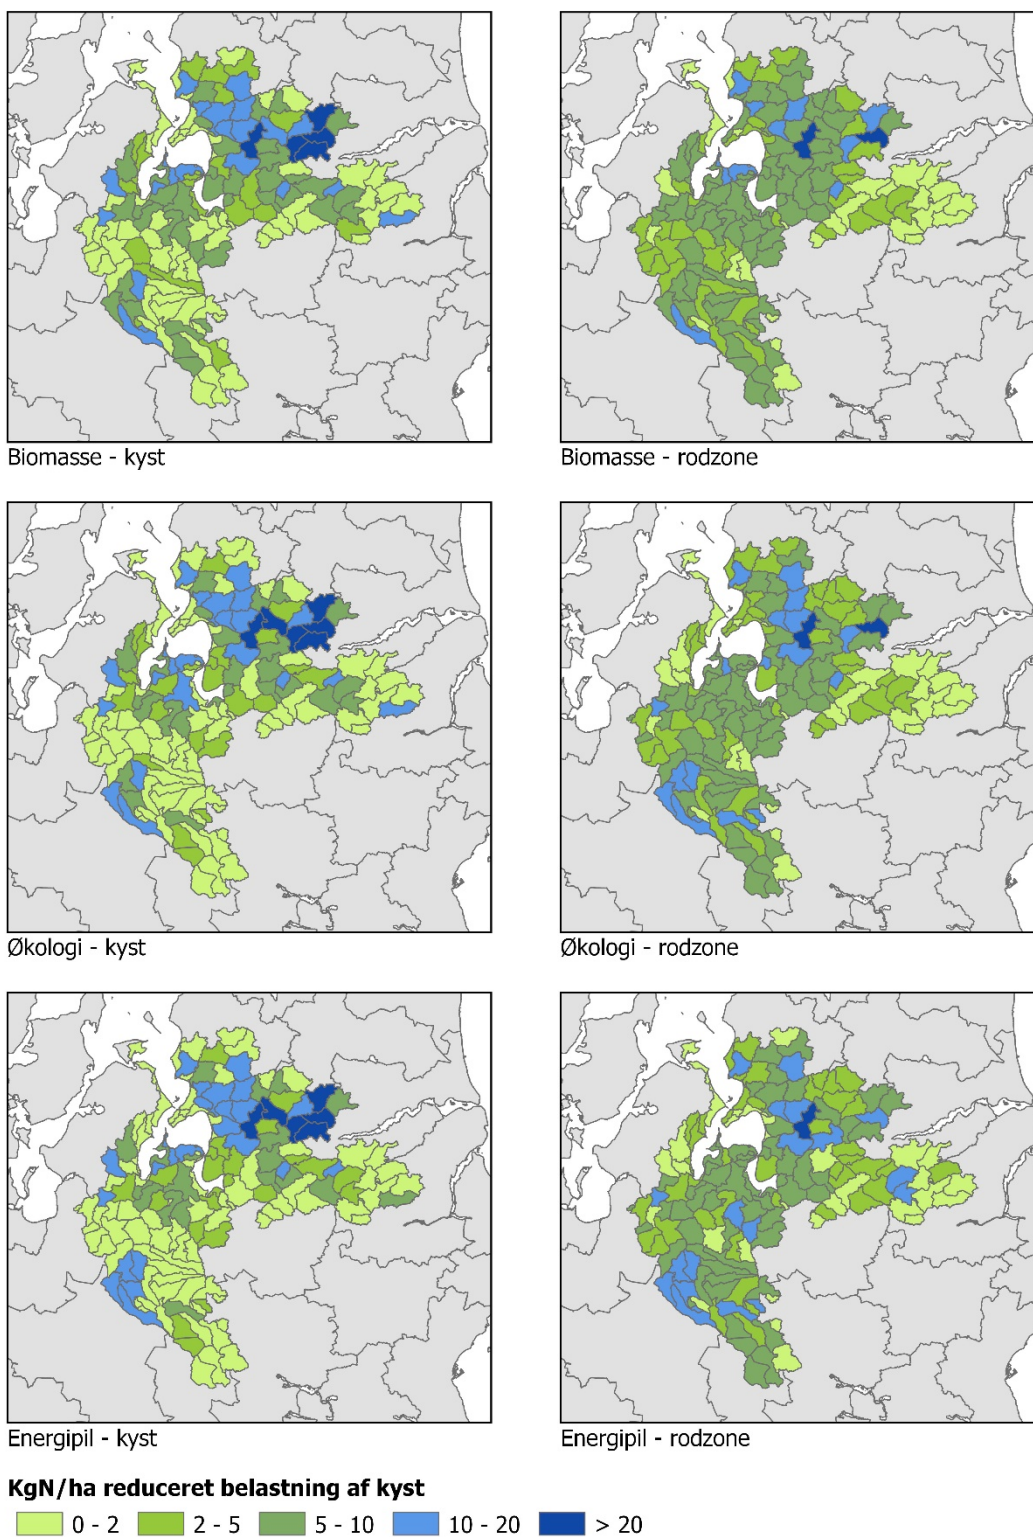 Biomasse - kyst
Biomasse - rodzone
Økologi - kyst
Økologi - rodzone
Energipil - kyst
Energipil - rodzone
KgN/ha reduceret belastning af kyst
0 - 2 2 - 5 5 - 10 10 - 20 > 20